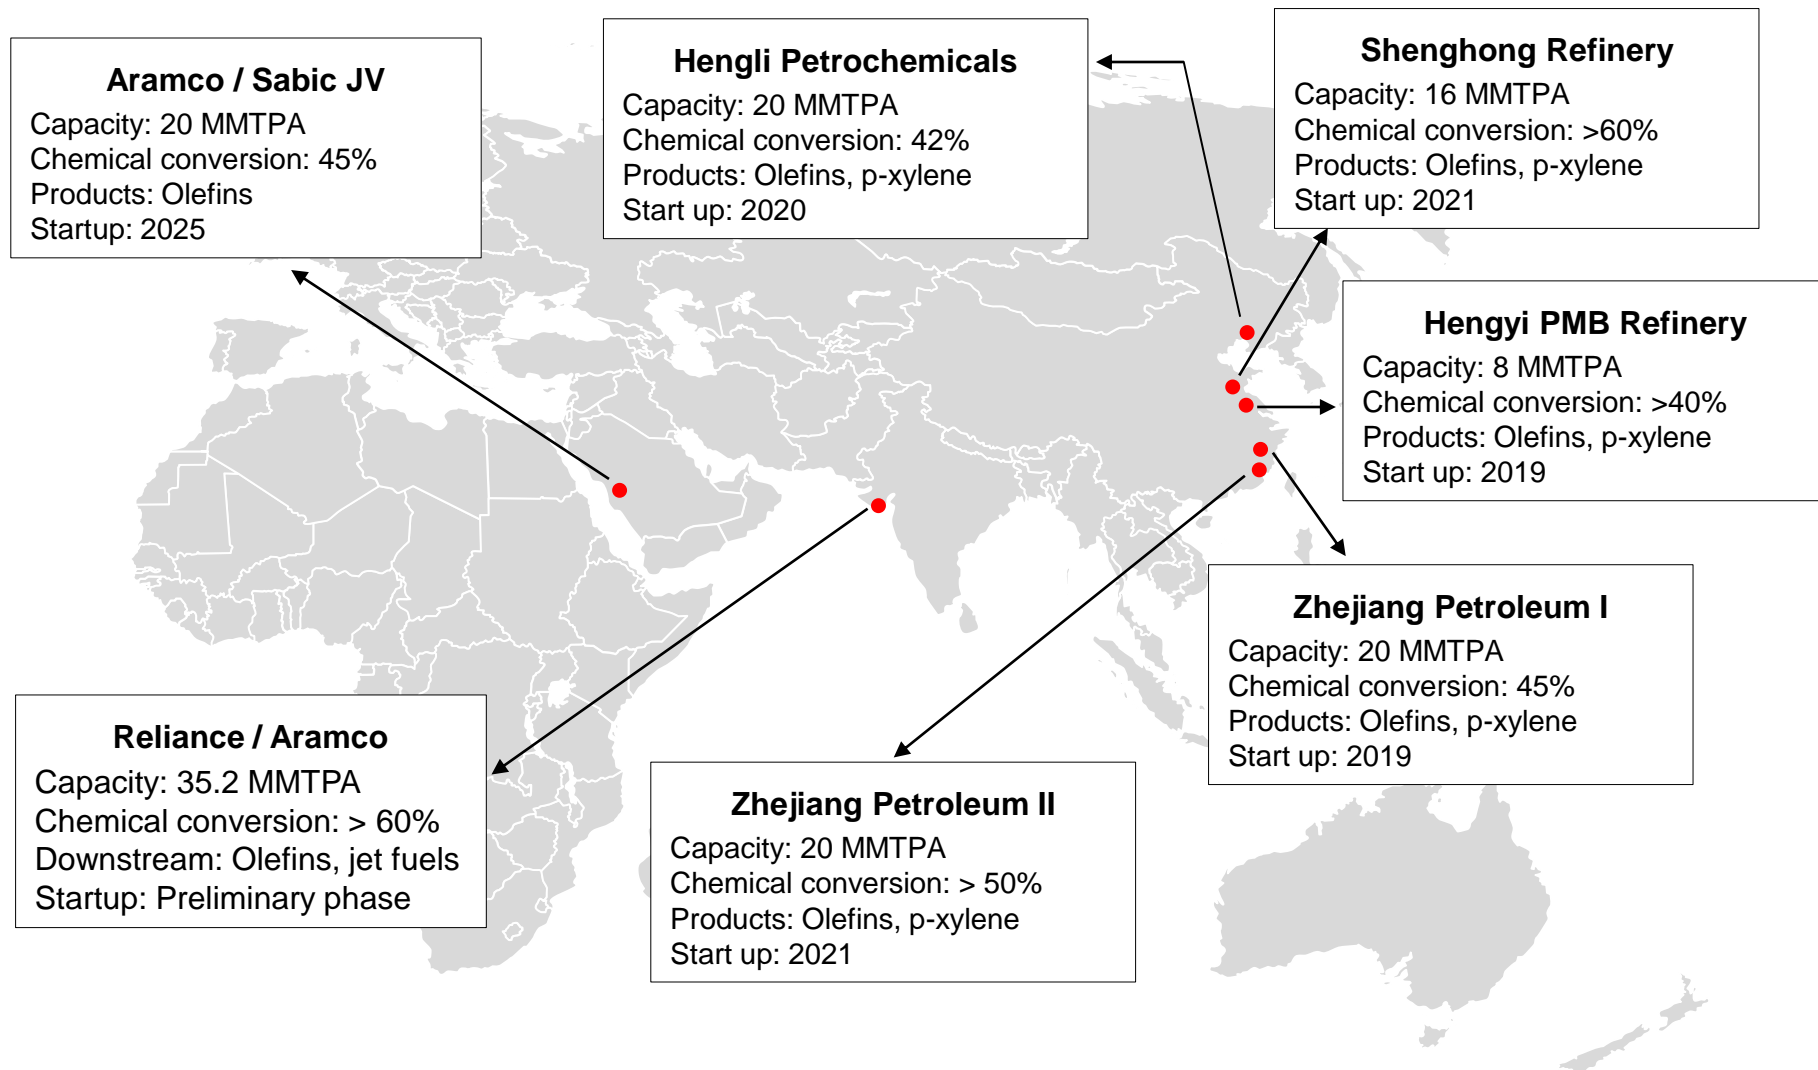 Aramco / Sabic JV
Capacity: 20 MMTPA
Chemical conversion: 45%
Products: Olefins
Startup: 2025
Hengli Petrochemicals
Capacity: 20 MMTPA
Chemical conversion: 42%
Products: Olefins, p-xylene
Start up: 2020
Shenghong Refinery
Capacity: 16 MMTPA
Chemical conversion: >60%
Products: Olefins, p-xylene
Start up: 2021
Hengyi PMB Refinery
Capacity: 8 MMTPA
Chemical conversion: >40%
Products: Olefins, p-xylene
Start up: 2019
Zhejiang Petroleum I
Capacity: 20 MMTPA
Chemical conversion: 45%
Products: Olefins, p-xylene
Start up: 2019
Reliance / Aramco
Capacity: 35.2 MMTPA
Chemical conversion: > 60%
Downstream: Olefins, jet fuels
Startup: Preliminary phase
Zhejiang Petroleum II
Capacity: 20 MMTPA
Chemical conversion: > 50%
Products: Olefins, p-xylene
Start up: 2021